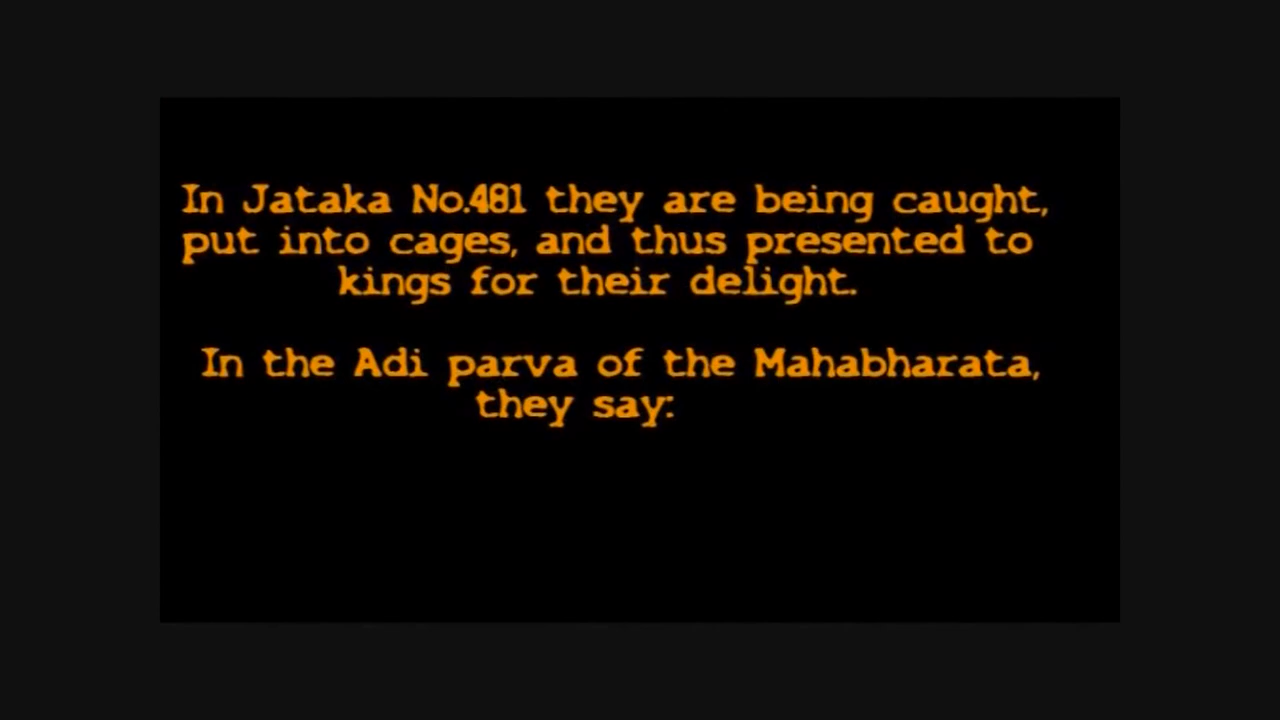 In Jataka No.481 they are being caught,
put into cages, and thus presented to
kings for their delight.
In the Adi parva of the Mahabharata,
they say: